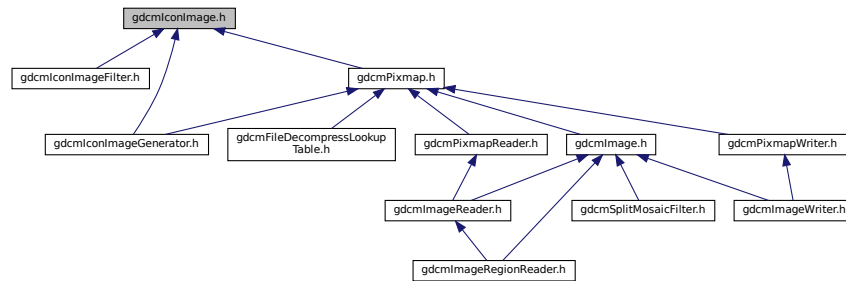 gdcmIconImage.h
gdcmIconImageFilter.h
gdcmPixmap.h
gdcmIconImageGenerator.h
gdcmFileDecompressLookup
Table.h
gdcmPixmapReader.h
gdcmImage.h
gdcmPixmapWriter.h
gdcmImageReader.h
gdcmSplitMosaicFilter.h
gdcmImageWriter.h
gdcmImageRegionReader.h